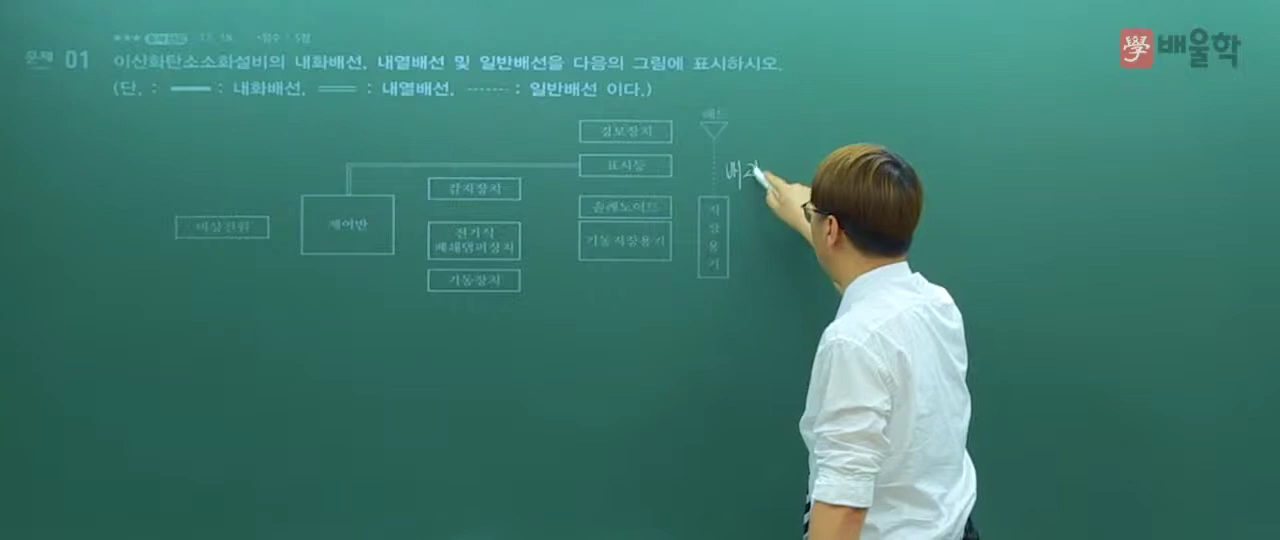 學 배울학
문제 01
이산화탄소소화설비의 내화배선, 내열배선 및 일반배선을 다음의 그림에 표시하시오.
(단, : : 내화배선, : 내열배선, : 일반배선 이다.)
헤드
경보장치
표시등
감지장치
솔레노이드
비상전원
제어반
전기식
폐쇄댐퍼장치
기동저장용기
저장용기
기동장치
배관